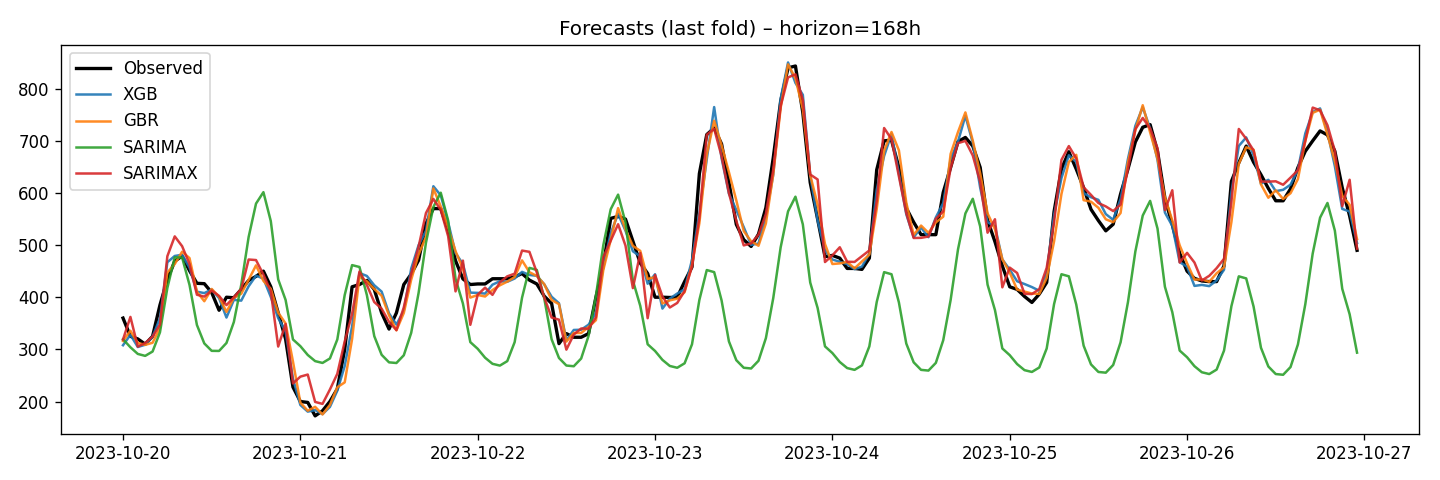 Forecasts (last fold) – horizon=168h
Observed
XGB
GBR
SARIMA
SARIMAX
800
700
600
500
400
300
200
2023-10-20 2023-10-21 2023-10-22 2023-10-23 2023-10-24 2023-10-25 2023-10-26 2023-10-27